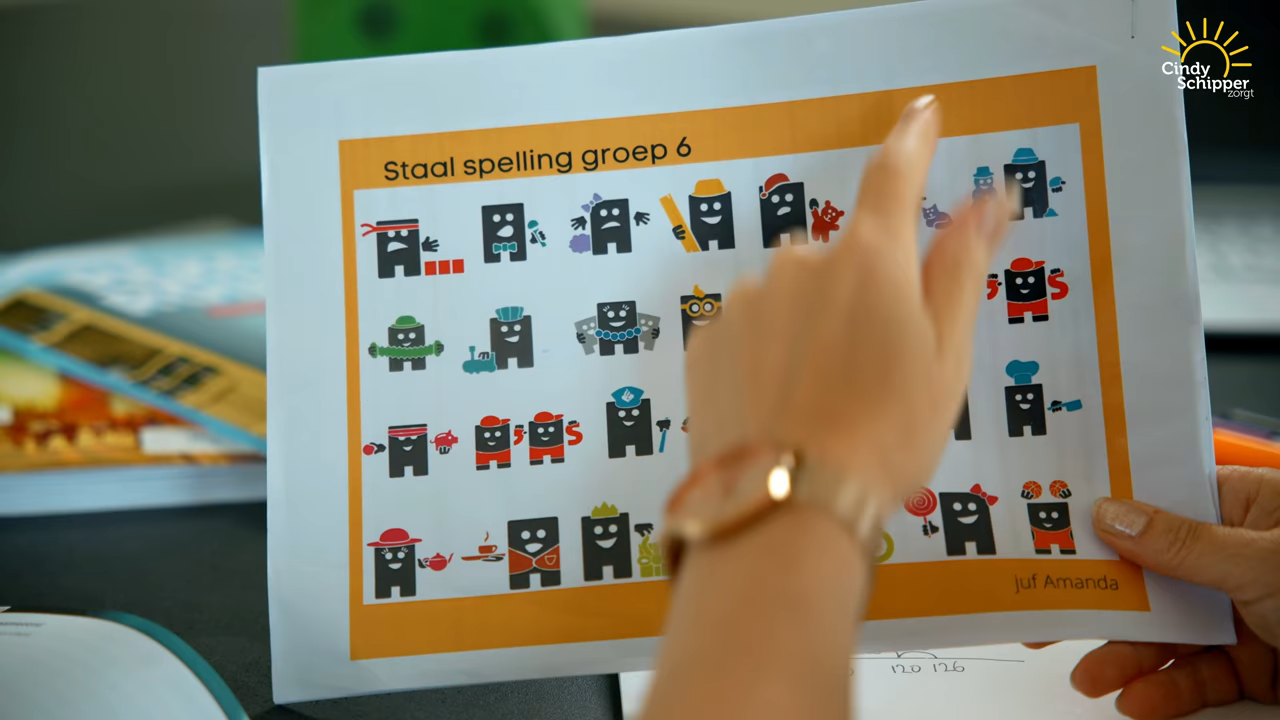 Cindy
Schipper
zorgt
Staal spelling groep 6
juf Amanda
120 126